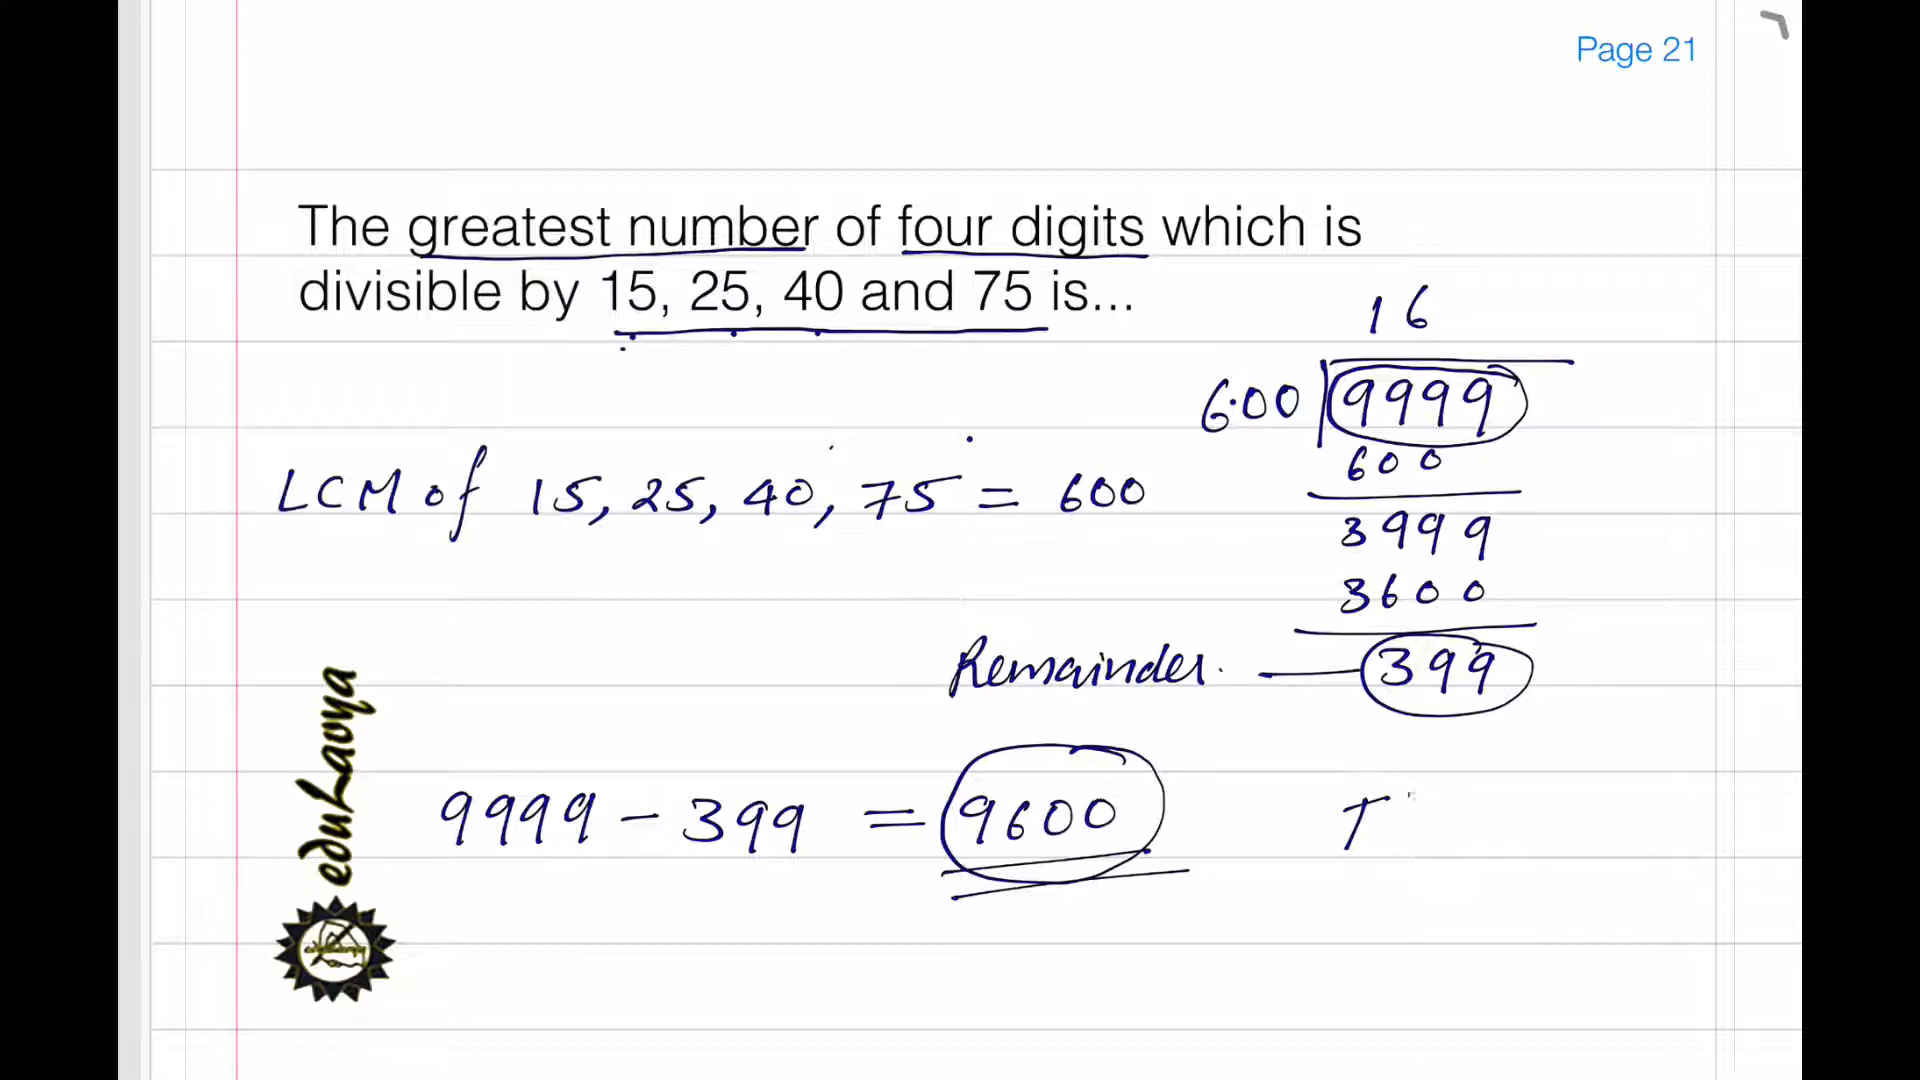 Page 21
The greatest number of four digits which is
divisible by 15, 25, 40 and 75 is...
16
600 9999
600
LCM of 15, 25, 40, 75 = 600
3999
3600
Remainder. — 399
9999 - 399 = 9600
T
eduLavya